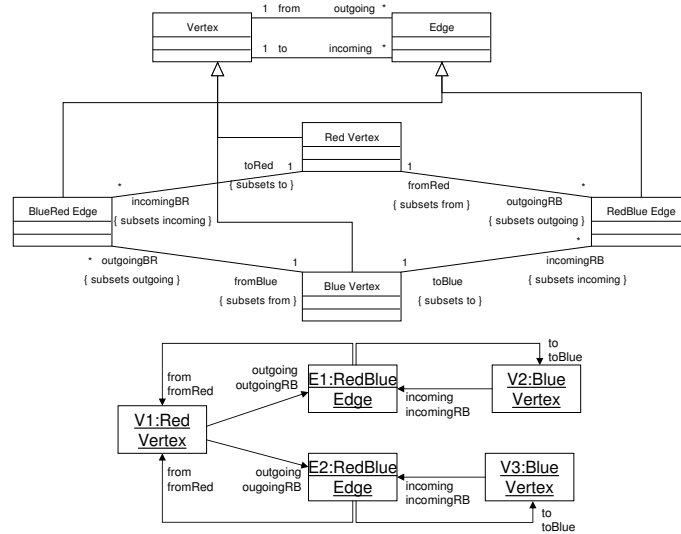 1 from outgoing *
Vertex
Edge
1 to incoming *
Red Vertex
toRed
1
1
*
incomingBR
{ subsets to }
fromRed
outgoingRB
*
BlueRed Edge
{ subsets incoming }
{ subsets from }
{ subsets outgoing }
RedBlue Edge
* outgoingBR
1
1
*
{ subsets outgoing }
fromBlue
Blue Vertex
toBlue
incomingRB
{ subsets from }
{ subsets to }
{ subsets incoming }
to
toBlue
outgoing
outgoingRB
E1:RedBlue
Edge
V2:Blue
Vertex
from
fromRed
incoming
incomingRB
V1:Red
Vertex
from
fromRed
outgoing
ougoingRB
E2:RedBlue
Edge
incoming
incomingRB
V3:Blue
Vertex
to
toBlue